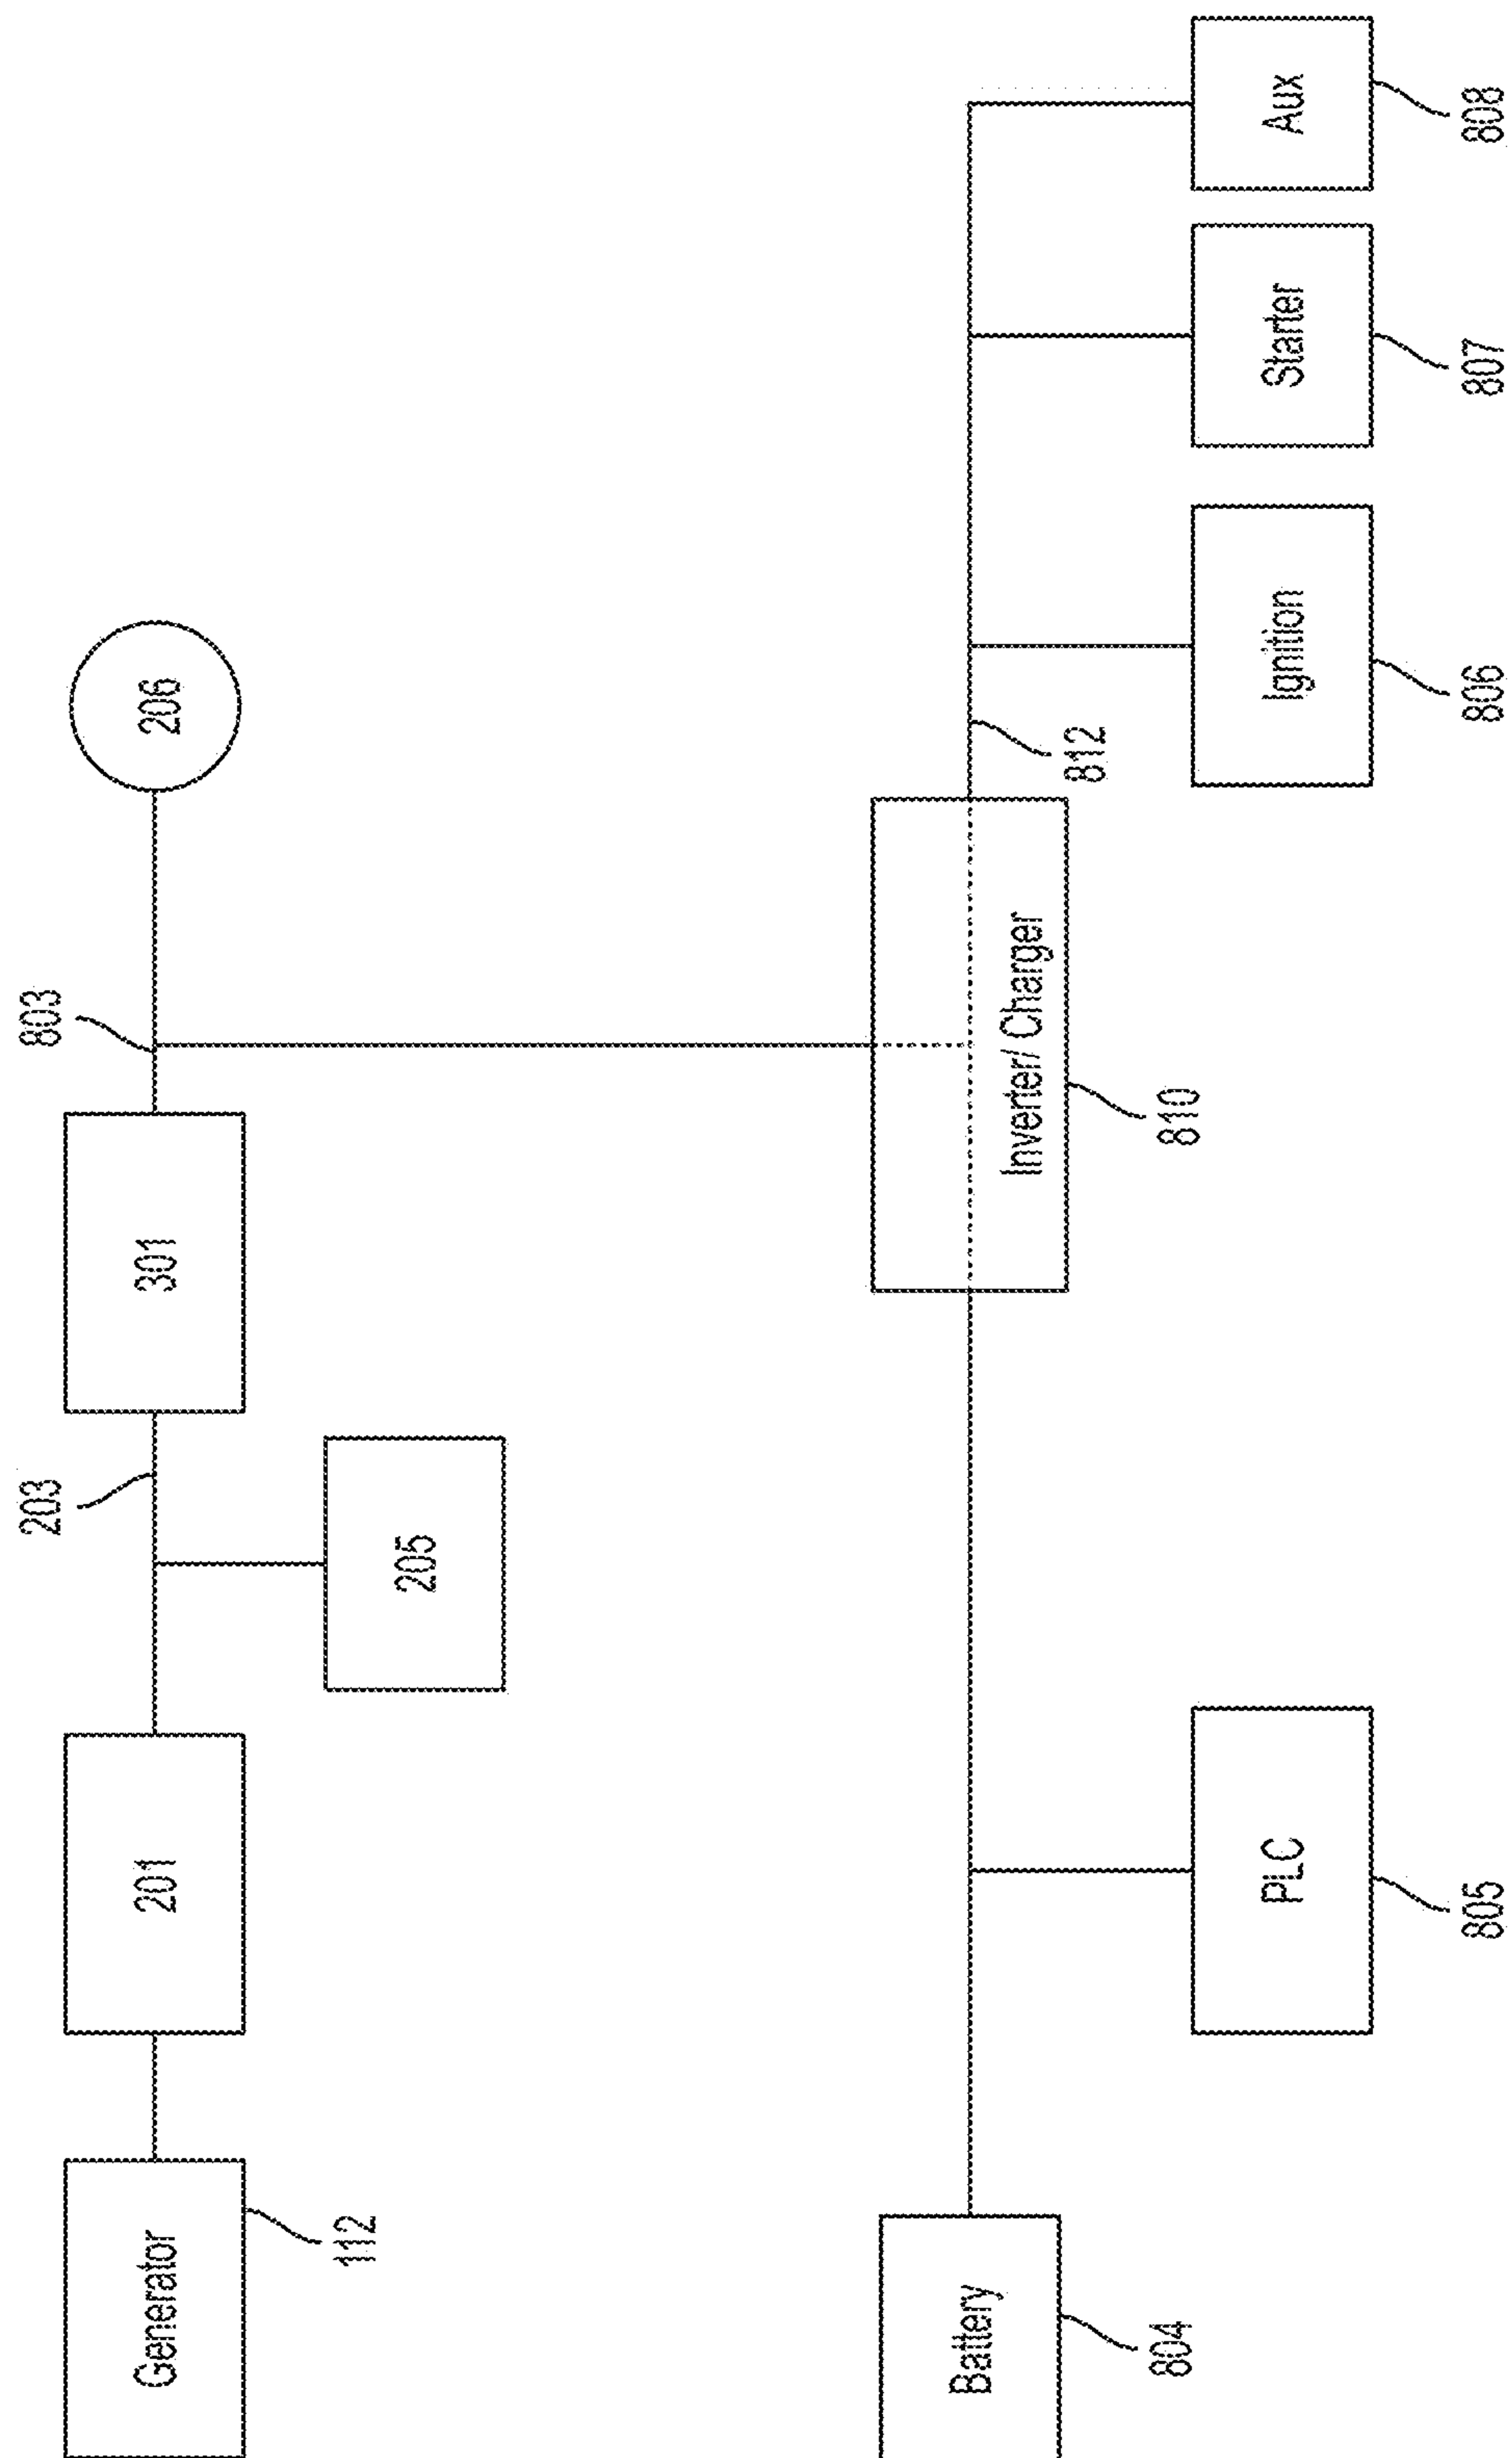 803
203
Generator
201
301
206
112
205
Battery
Inverter/ Charger
812
804
810
PLC
Ignition
Starter
Aux
805
806
807
808